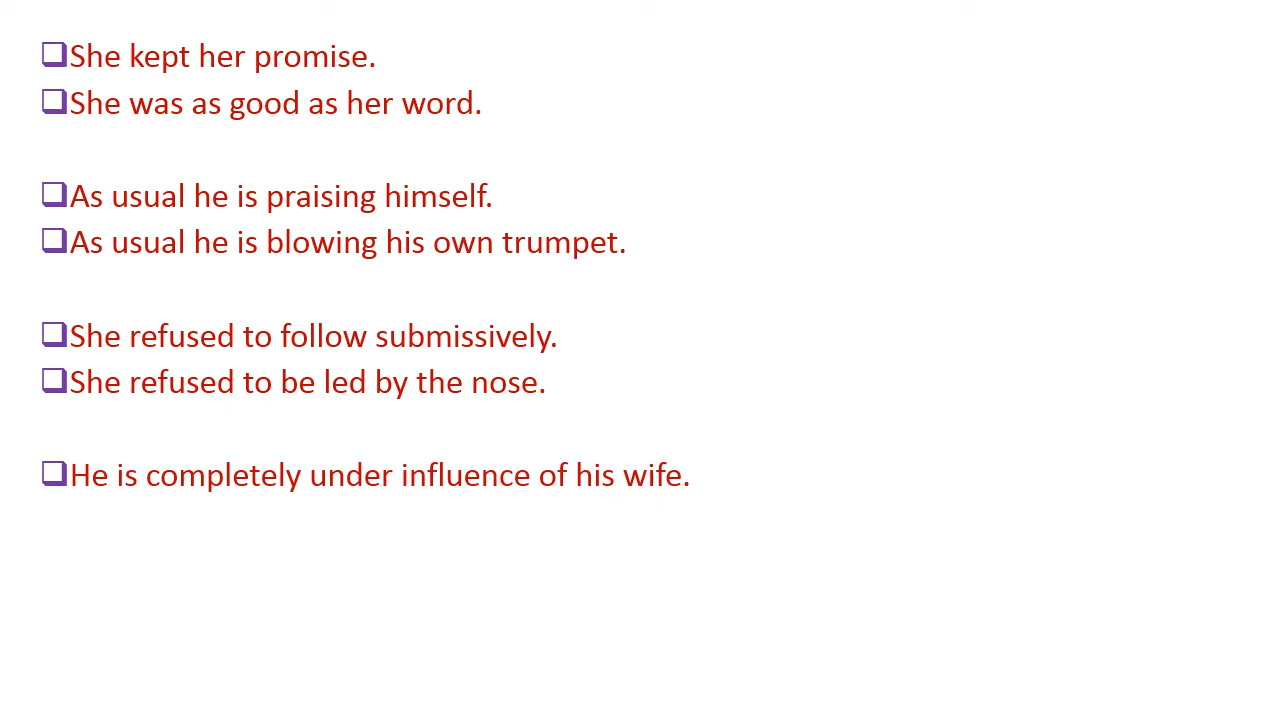 ❑She kept her promise.
❑She was as good as her word.
❑As usual he is praising himself.
❑As usual he is blowing his own trumpet.
❑She refused to follow submissively.
❑She refused to be led by the nose.
❑He is completely under influence of his wife.